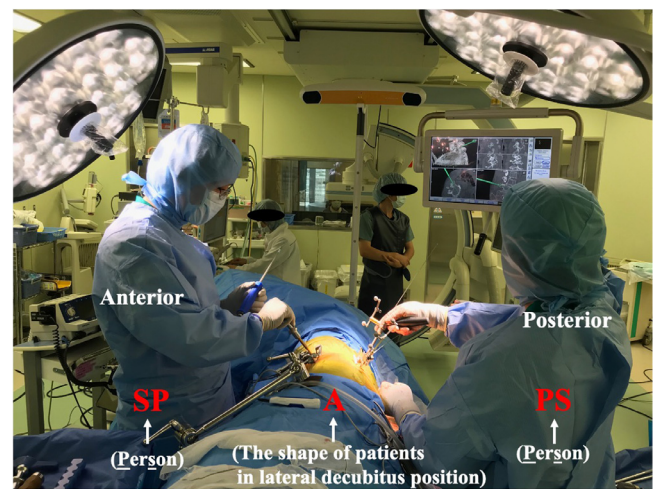 Anterior
Posterior
SP
A
PS
(Person)
(The shape of patients
in lateral decubitus position)
(Person)